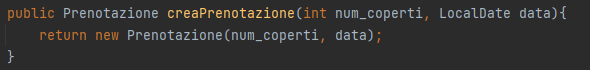 public Prenotazione creaPrenotazione(int num_coperti, LocalDate data){
    return new Prenotazione(num_coperti, data);
}